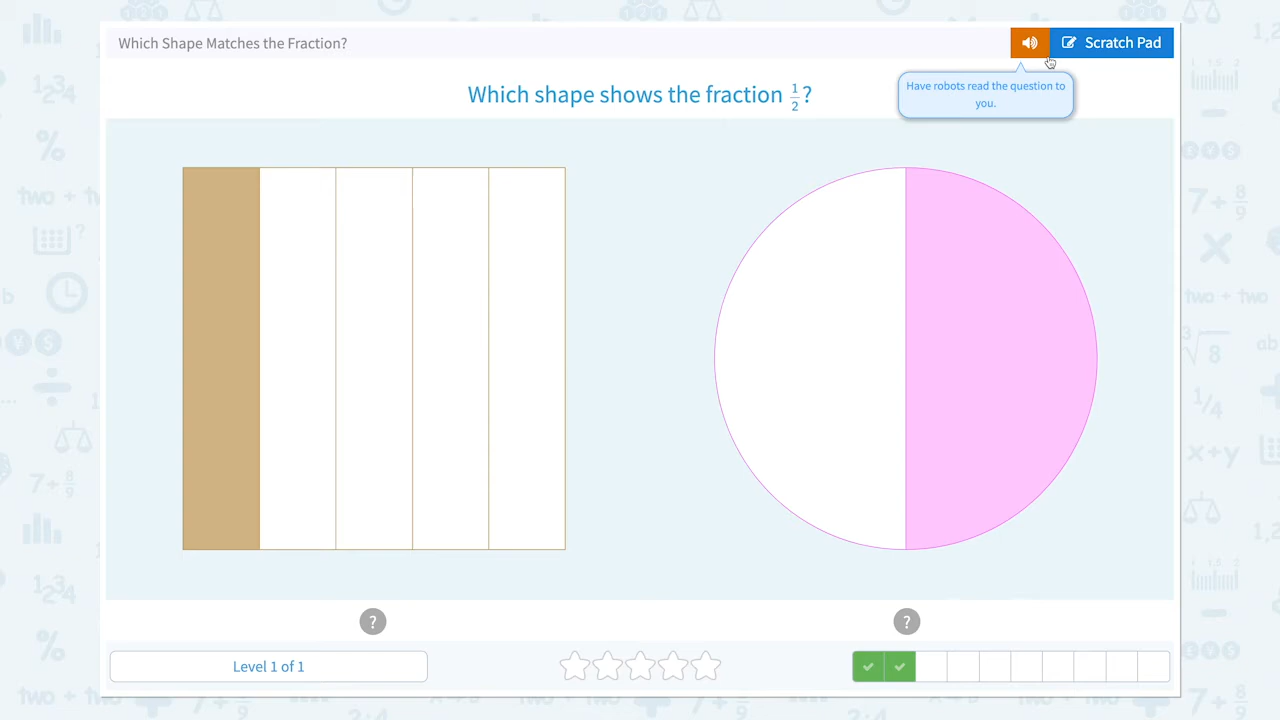 Which Shape Matches the Fraction?
Scratch Pad
Have robots read the question to
you.
Which shape shows the fraction 1/2?
?
?
Level 1 of 1